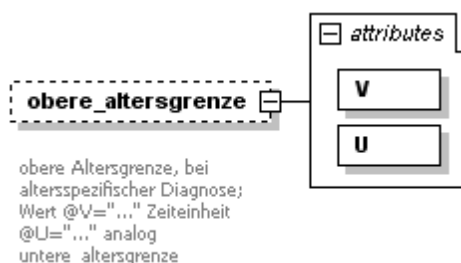 attributes
obere_altersgrenze
V
U
obere Altersgrenze, bei
altersspezifischer Diagnose;
Wert @V="..." Zeiteinheit
@U="..." analog
untere_altersgrenze